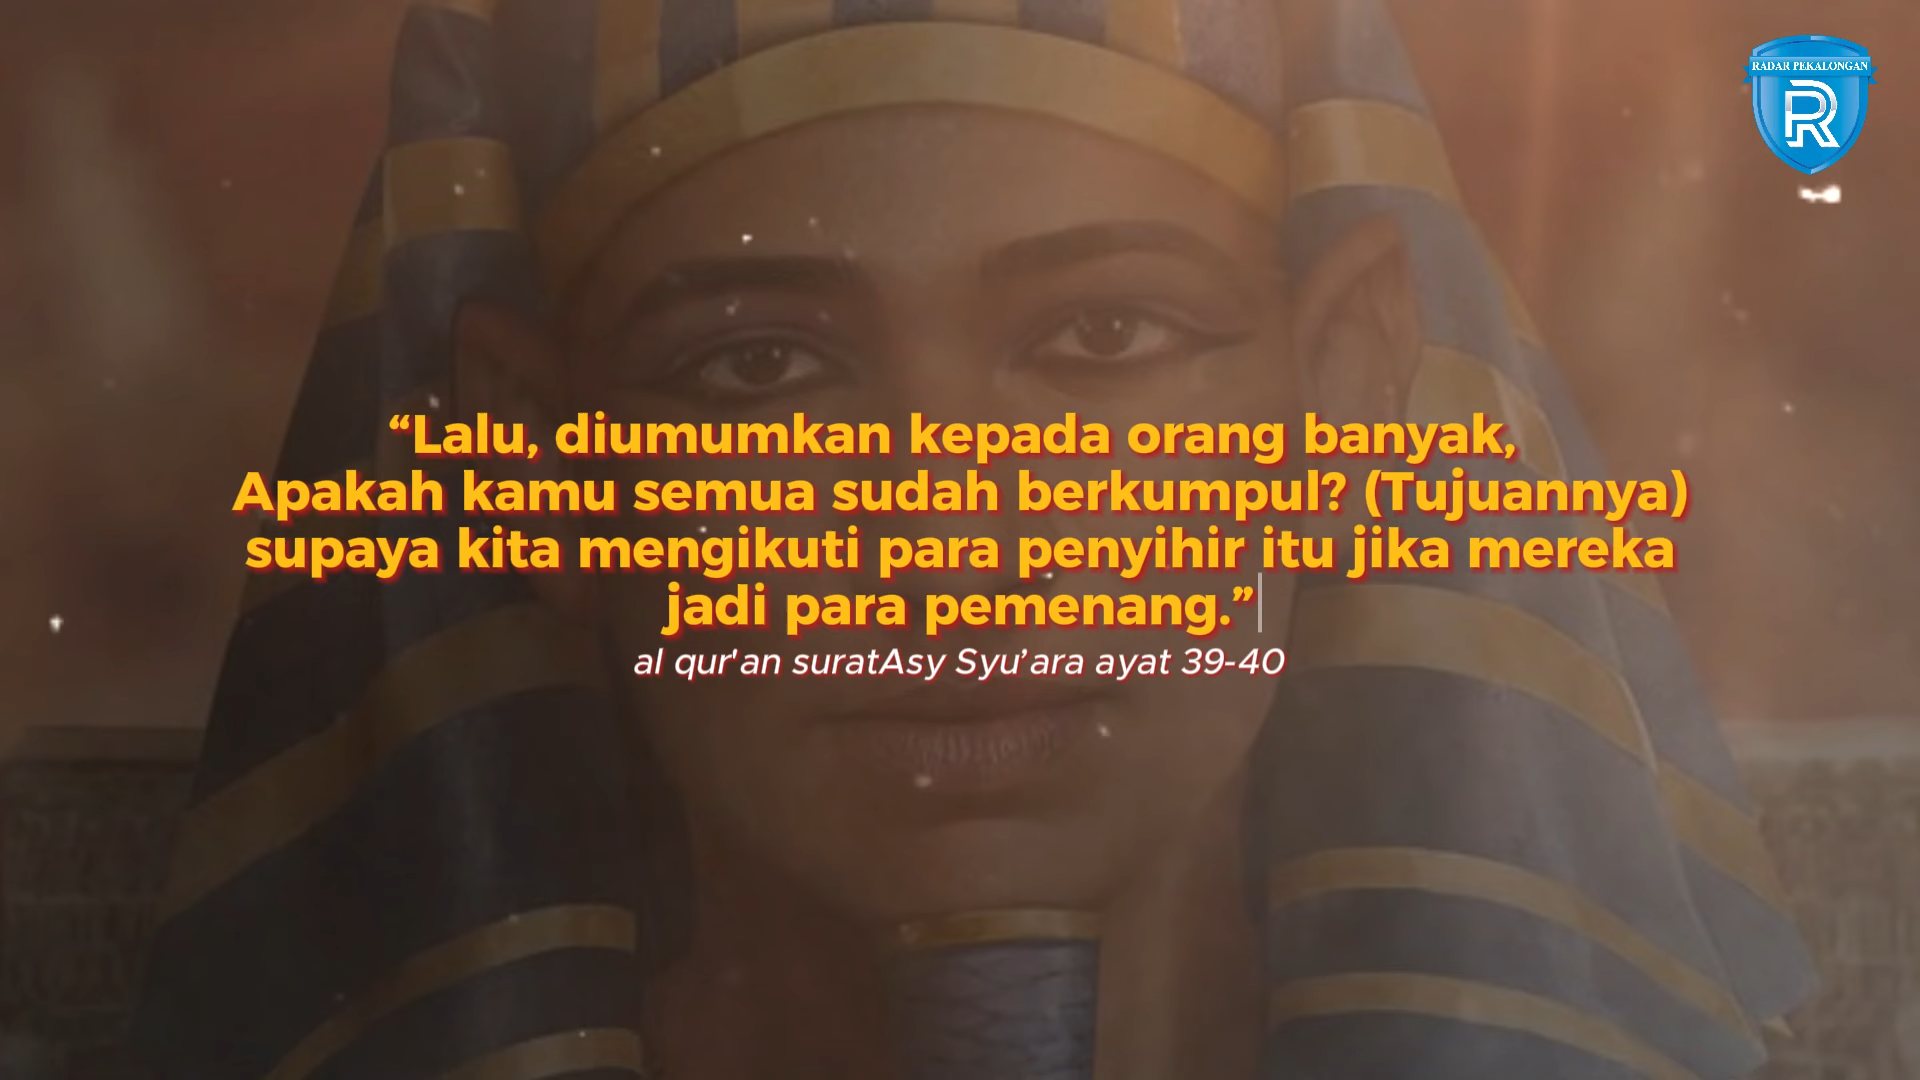 RADAR PEKALONGAN
R
“Lalu, diumumkan kepada orang banyak,
Apakah kamu semua sudah berkumpul? (Tujuannya)
supaya kita mengikuti para penyihir itu jika mereka
jadi para pemenang.”
al qur'an suratAsy Syu’ara ayat 39-40